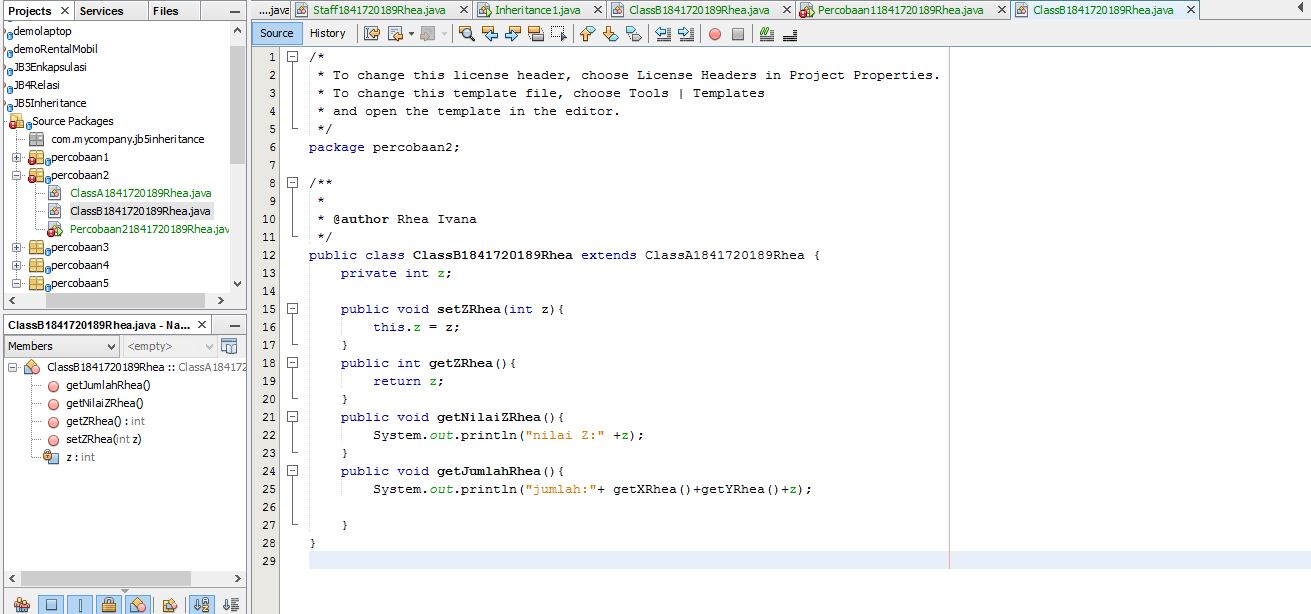 Projects Services Files
demolaptop
demoRentalMobil
JB3Enkapsulasi
JB4Relasi
JB5Inheritance
Source Packages
com.mycompany.jb5inheritance
percobaan1
percobaan2
ClassA1841720189Rhea.java
ClassB1841720189Rhea.java
Percobaan21841720189Rhea.jav
percobaan3
percobaan4
percobaan5
ClassB1841720189Rhea.java - Na...
Members <empty>
ClassB1841720189Rhea :: ClassA184172
getJumlahRhea()
getNilaiZRhea()
getZRhea() : int
setZRhea(int z)
z : int
....java Staff1841720189Rhea.java Inheritance1.java ClassB1841720189Rhea.java Percobaan11841720189Rhea.java ClassB1841720189Rhea.java
Source History
1 /*
2 * To change this license header, choose License Headers in Project Properties.
3 * To change this template file, choose Tools | Templates
4 * and open the template in the editor.
5 */
6 package percobaan2;
7
8 /**
9 *
10 * @author Rhea Ivana
11 */
12 public class ClassB1841720189Rhea extends ClassA1841720189Rhea {
13 private int z;
14
15 public void setZRhea(int z){
16 this.z = z;
17 }
18 public int getZRhea(){
19 return z;
20 }
21 public void getNilaiZRhea(){
22 System.out.println("nilai Z:" +z);
23 }
24 public void getJumlahRhea(){
25 System.out.println("jumlah:"+ getXRhea()+getYRhea()+z);
26
27 }
28 }
29